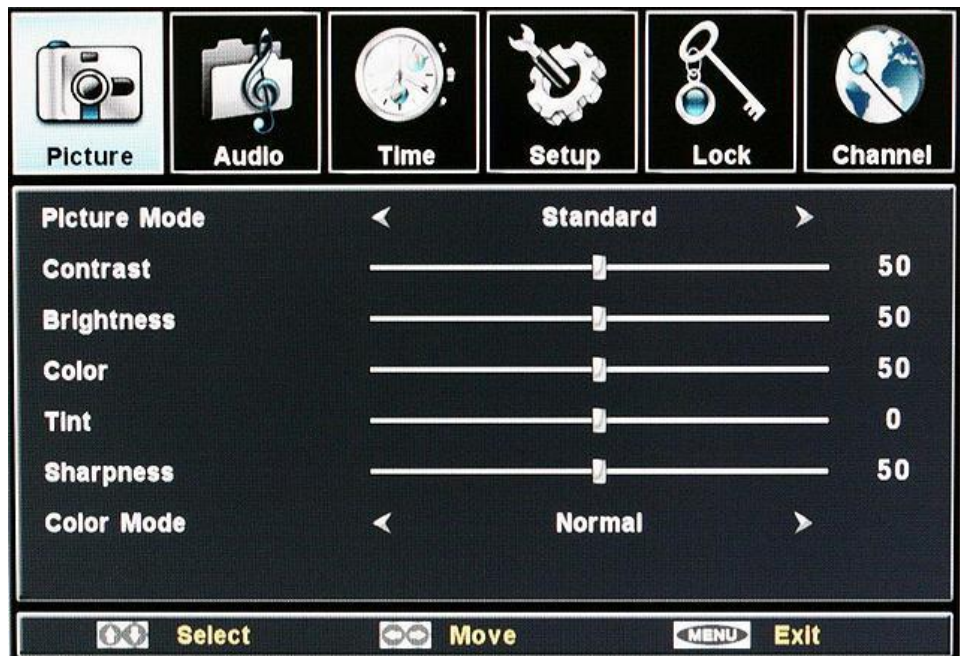 Picture Audio Time Setup Lock Channel
Picture Mode Standard
Contrast 50
Brightness 50
Color 50
Tint 0
Sharpness 50
Color Mode Normal
Select Move MENU Exit